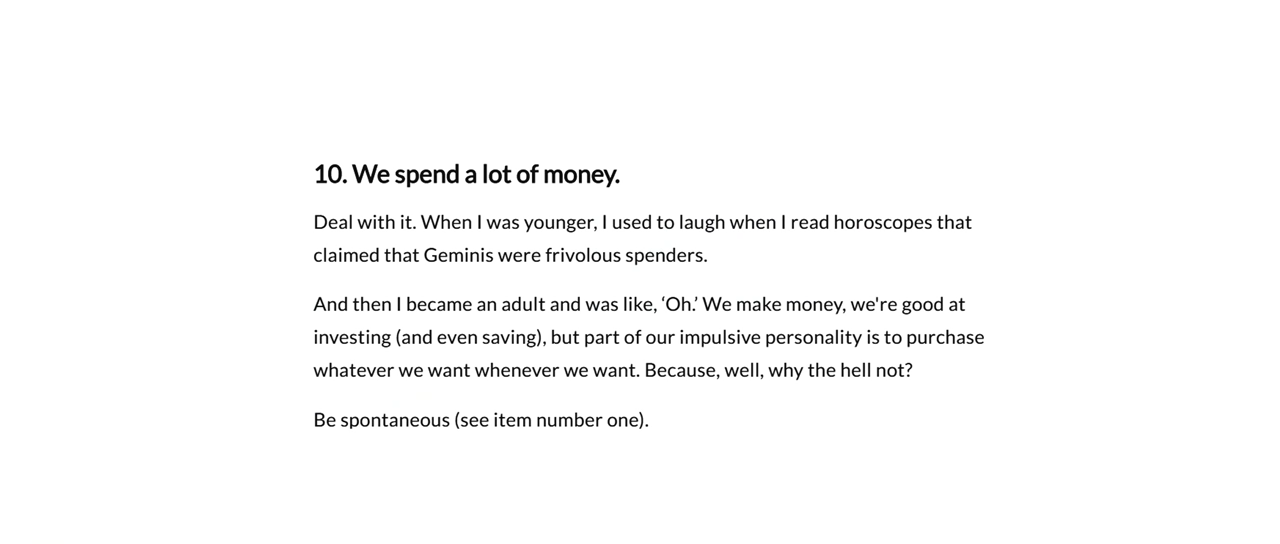 10. We spend a lot of money.
Deal with it. When I was younger, I used to laugh when I read horoscopes that
claimed that Geminis were frivolous spenders.
And then I became an adult and was like, ‘Oh.’ We make money, we're good at
investing (and even saving), but part of our impulsive personality is to purchase
whatever we want whenever we want. Because, well, why the hell not?
Be spontaneous (see item number one).